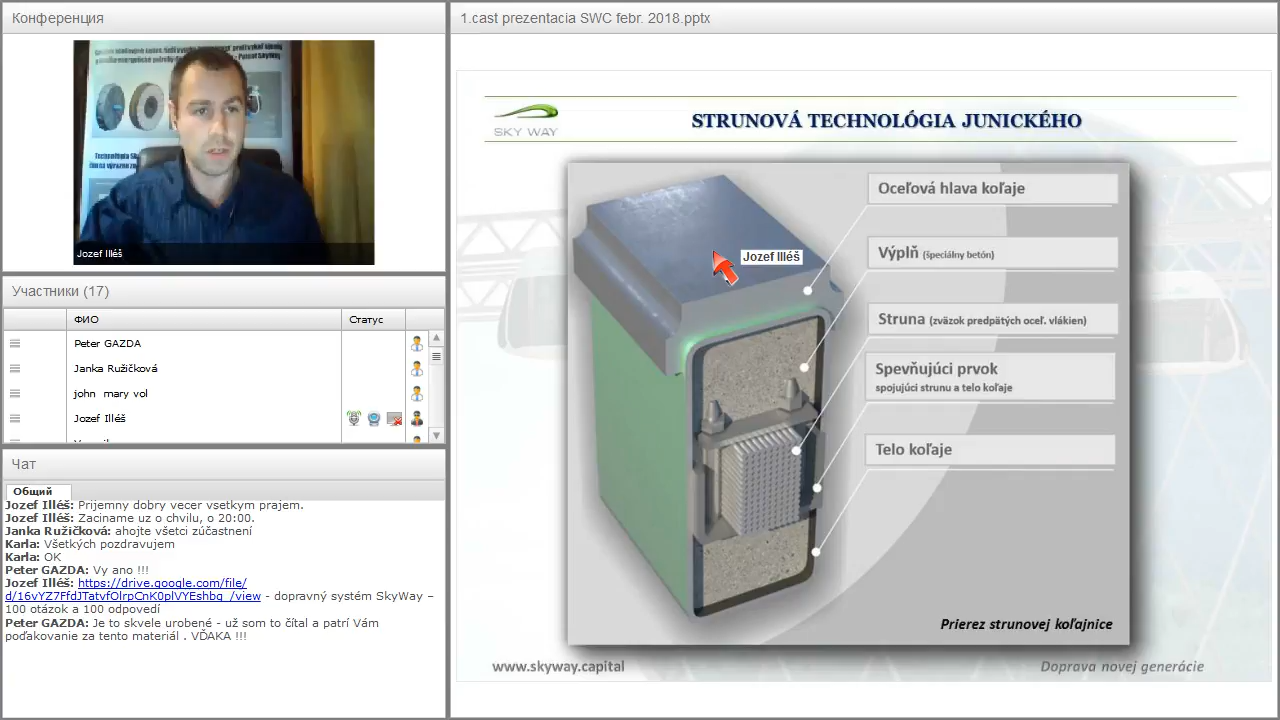 Конференция
Jozef Illéš
Участники (17)
ФИО
Статус
Peter GAZDA
Janka Ružičková
john mary vol
Jozef Illéš
Чат
Общий
Jozef Illéš: Prijemny dobry vecer vsetkym prajem.
Jozef Illéš: Zaciname uz o chvilu, o 20:00.
Janka Ružičková: ahojte všetci zúčastnení
Karla: Všetkých pozdravujem
Karla: OK
Peter GAZDA: Vy ano !!!
Jozef Illéš: https://drive.google.com/file/
d/16vYZ7FfdJTatvfOlrpCnK0plVYEshbq_/view - dopravný systém SkyWay –
100 otázok a 100 odpovedí
Peter GAZDA: Je to skvele urobené - už som to čítal a patrí Vám
poďakovanie za tento materiál . VĎAKA !!!
1.cast prezentacia SWC febr. 2018.pptx
SKY WAY
STRUNOVÁ TECHNOLÓGIA JUNICKÉHO
Oceľová hlava koľaje
Výplň (špeciálny betón)
Jozef Illéš
Struna (zväzok predpätých oceľ. vlákien)
Spevňujúci prvok
spojujúci strunu a telo koľaje
Telo koľaje
Prierez strunovej koľajnice
www.skyway.capital
Doprava novej generácie